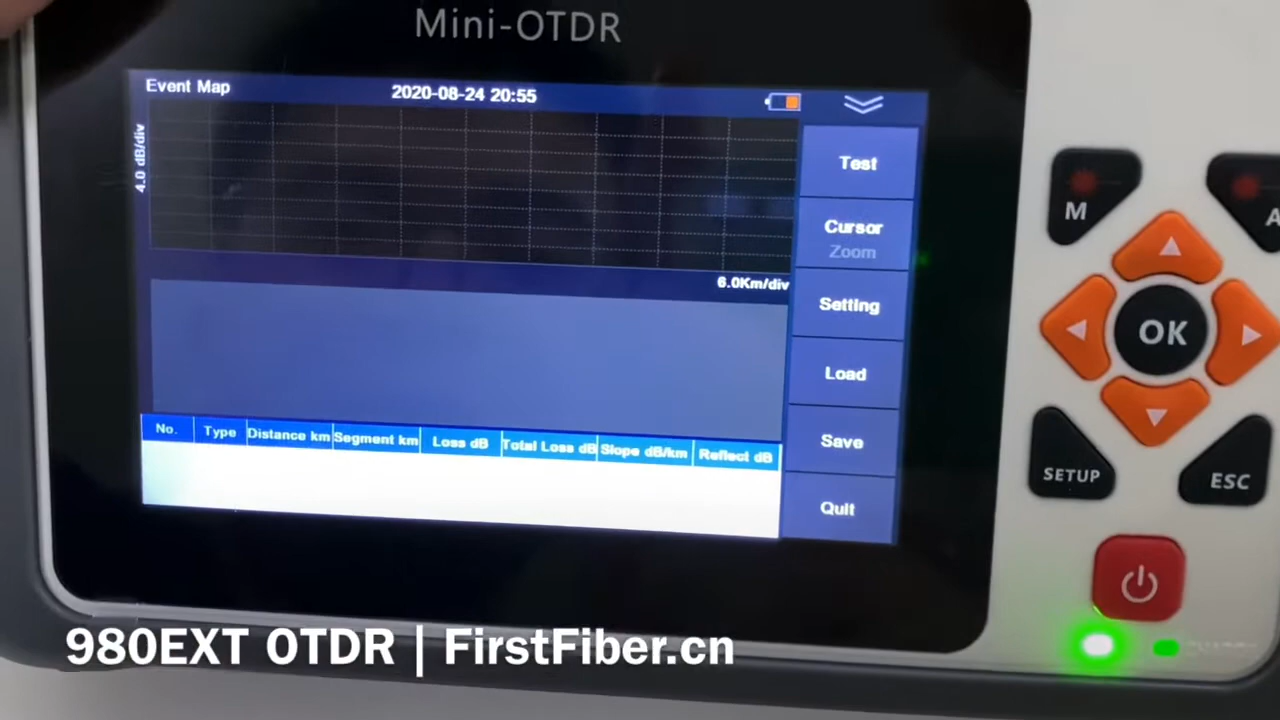 Mini-OTDR
Event Map
2020-08-24 20:55
4.0 dB/div
6.0Km/div
Test
Cursor
Zoom
Setting
Load
Save
Quit
No. Type Distance km Segment km Loss dB Total Loss dB Slope dB/km Reflect dB
M
A
OK
SETUP
ESC
980EXT OTDR | FirstFiber.cn